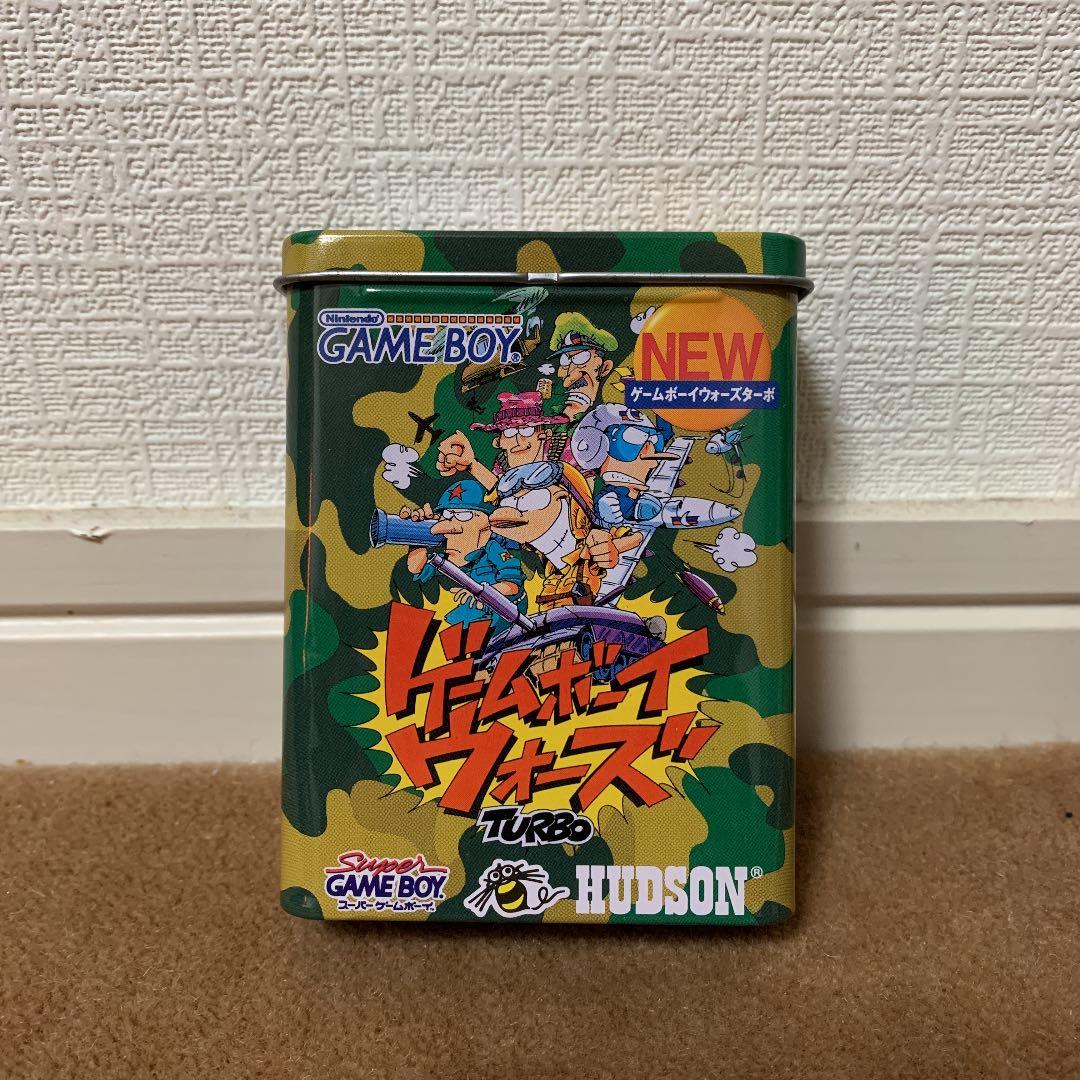 Nintendo
GAME BOY®
NEW
ゲームボーイウォーズターボ
ゲームボーイ
ウォーズ
TURBO
Super
GAME BOY.
スーパーゲームボーイ®
HUDSON®